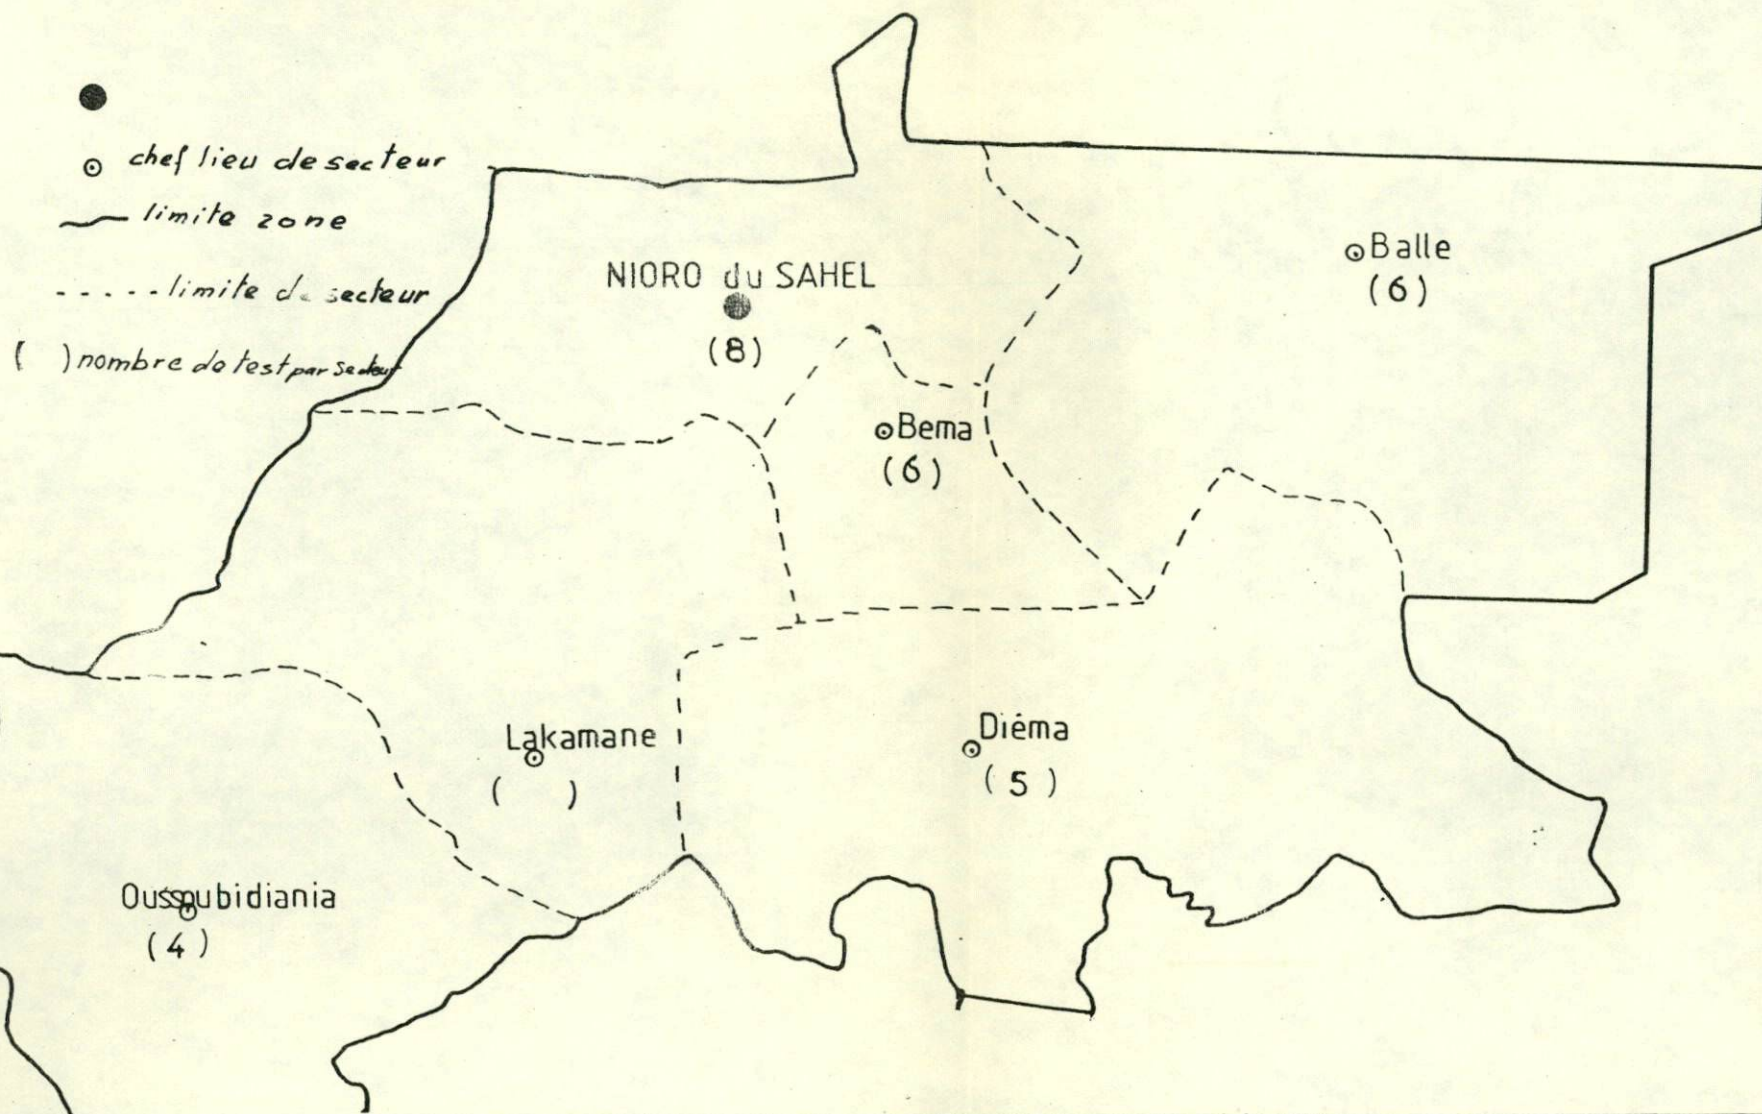 chef lieu de secteur
limite zone
limite de secteur
( ) nombre de test par Secteur
NIORO du SAHEL
(8)
Balle
(6)
Bema
(6)
Lakamane
( )
Diéma
(5)
Oussoubidiania
(4)